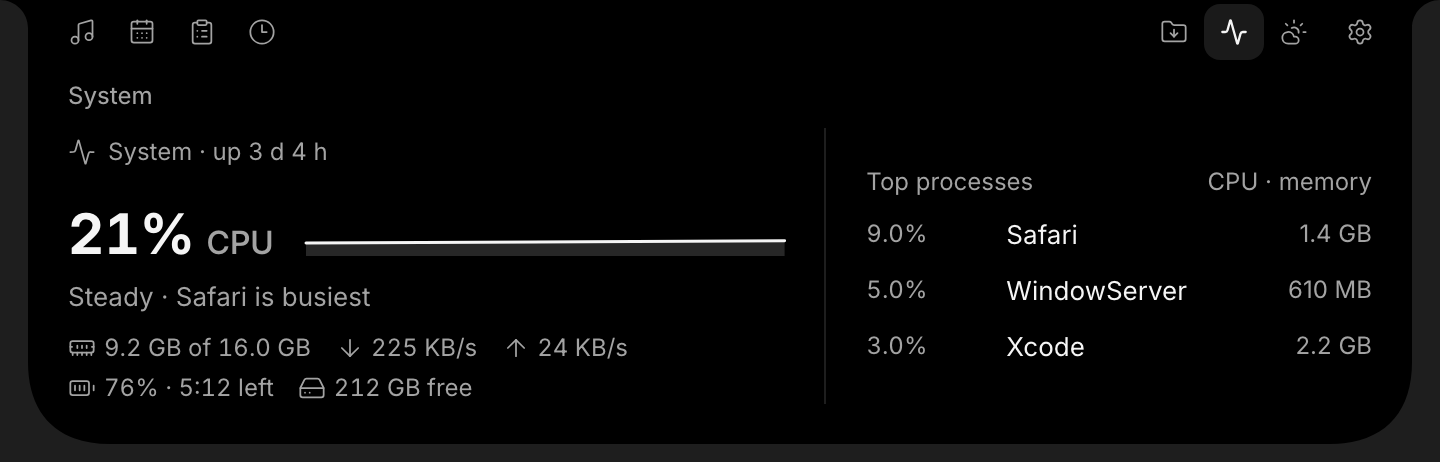 System
System · up 3 d 4 h
21% CPU
Steady · Safari is busiest
9.2 GB of 16.0 GB 225 KB/s 24 KB/s
76% · 5:12 left 212 GB free
Top processes CPU · memory
9.0% Safari 1.4 GB
5.0% WindowServer 610 MB
3.0% Xcode 2.2 GB